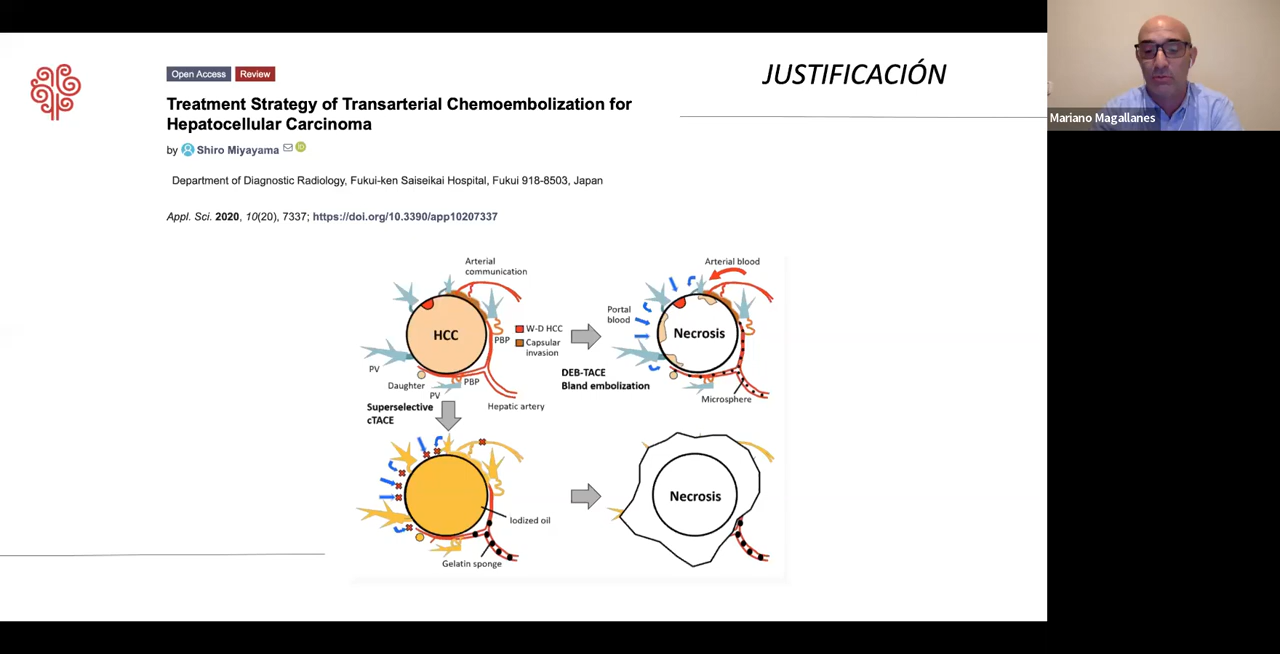 JUSTIFICACIÓN
Open Access Review
Treatment Strategy of Transarterial Chemoembolization for
Hepatocellular Carcinoma
by Shiro Miyayama
Department of Diagnostic Radiology, Fukui-ken Saiseikai Hospital, Fukui 918-8503, Japan
Appl. Sci. 2020, 10(20), 7337; https://doi.org/10.3390/app10207337
Mariano Magallanes
Arterial
communication
HCC
W-D HCC
Capsular
invasion
PBP
PV
Daughter
PBP
PV
Hepatic artery
DEB-TACE
Bland embolization
Arterial blood
Portal
blood
Necrosis
Microsphere
Superselective
cTACE
Iodized oil
Gelatin sponge
Necrosis